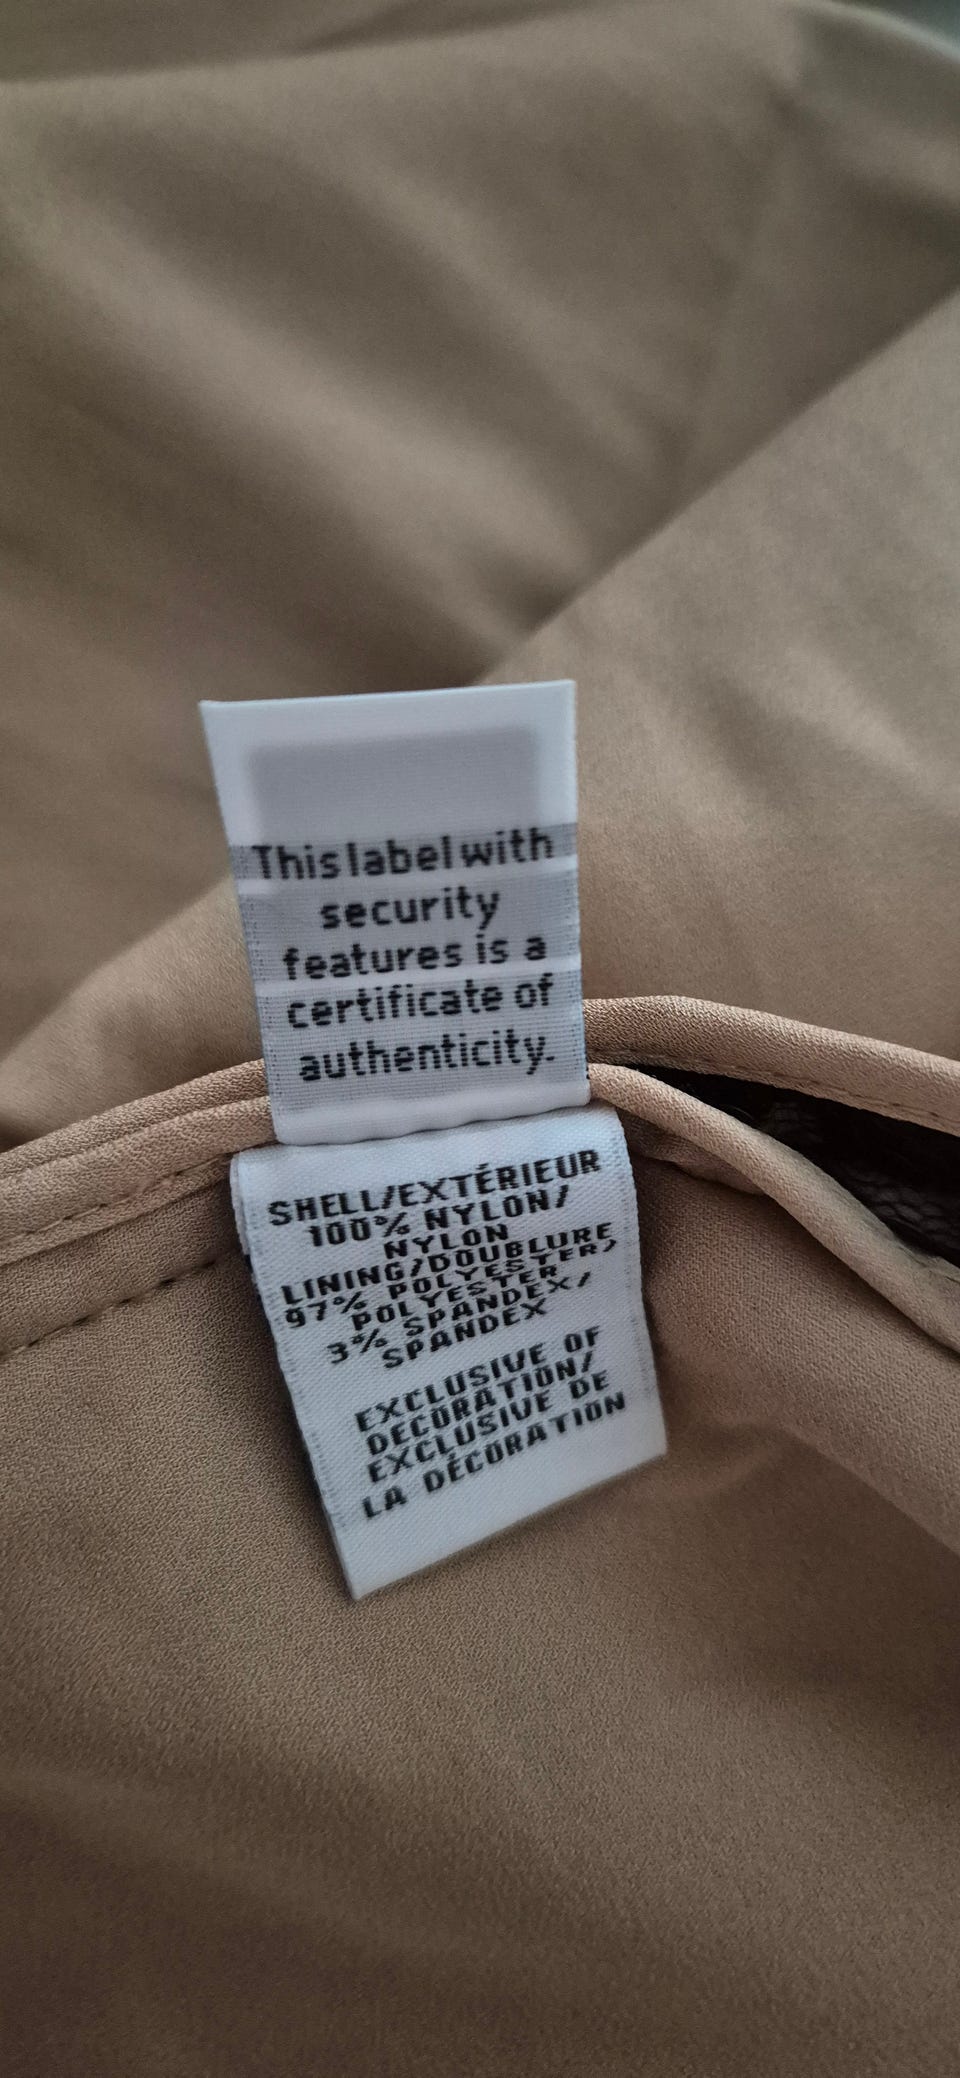 This label with
security
features is a
certificate of
authenticity.
SHELL/EXTÉRIEUR
100% NYLON/
NYLON
LINING/DOUBLURE
97% POLYESTER/
POLYESTER,
3% SPANDEX/
SPANDEX
EXCLUSIVE OF
DECORATION/
EXCLUSIVE DE
LA DÉCORATION